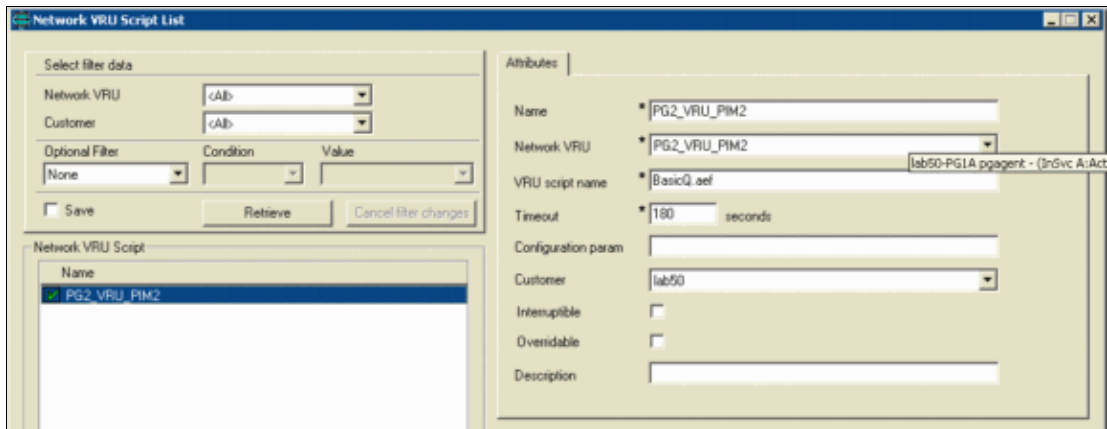 Network VRU Script List
Select filter data
Network VRU <All>
Customer <All>
Optional Filter Condition Value
None
Save Retrieve Cancel filter changes
Network VRU Script
Name
PG2_VRU_PIM2
Attributes
Name * PG2_VRU_PIM2
Network VRU * PG2_VRU_PIM2
lab50-PG1A pgagent - (InSvc A:Act
VRU script name * BasicQ.aef
Timeout * 180 seconds
Configuration param
Customer lab50
Interruptible
Overridable
Description